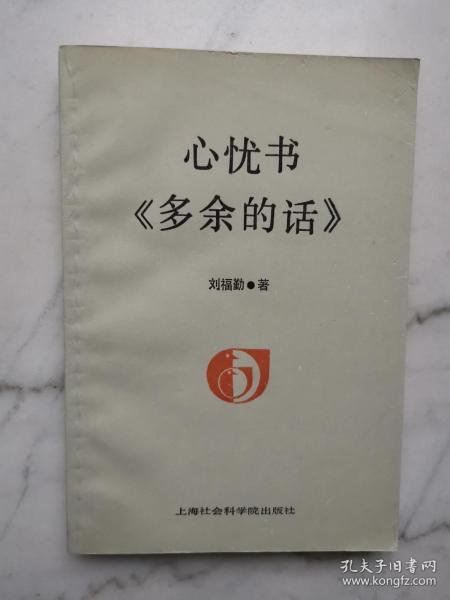 心忧书
《多余的话》
刘福勤●著
上海社会科学院出版社
孔夫子旧书网
www.kongfz.com